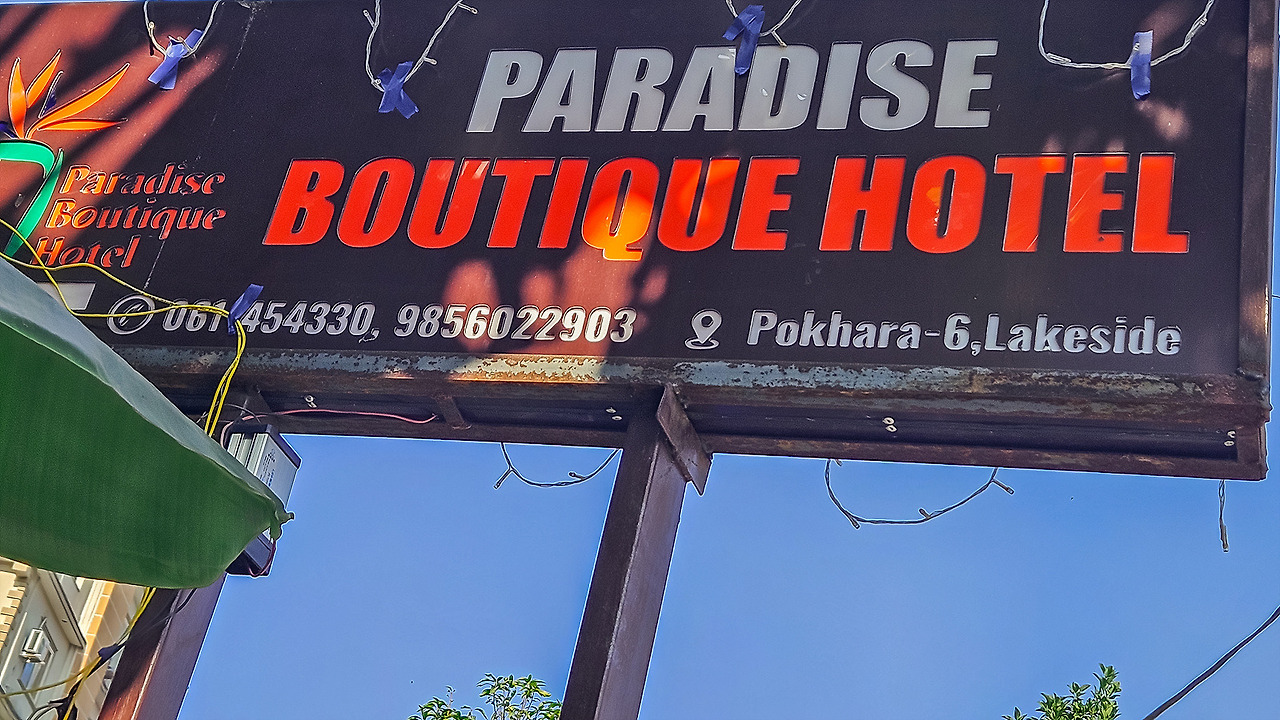 PARADISE
BOUTIQUE HOTEL
Paradise
Boutique
Hotel
061-454330, 9856022903
Pokhara-6,Lakeside